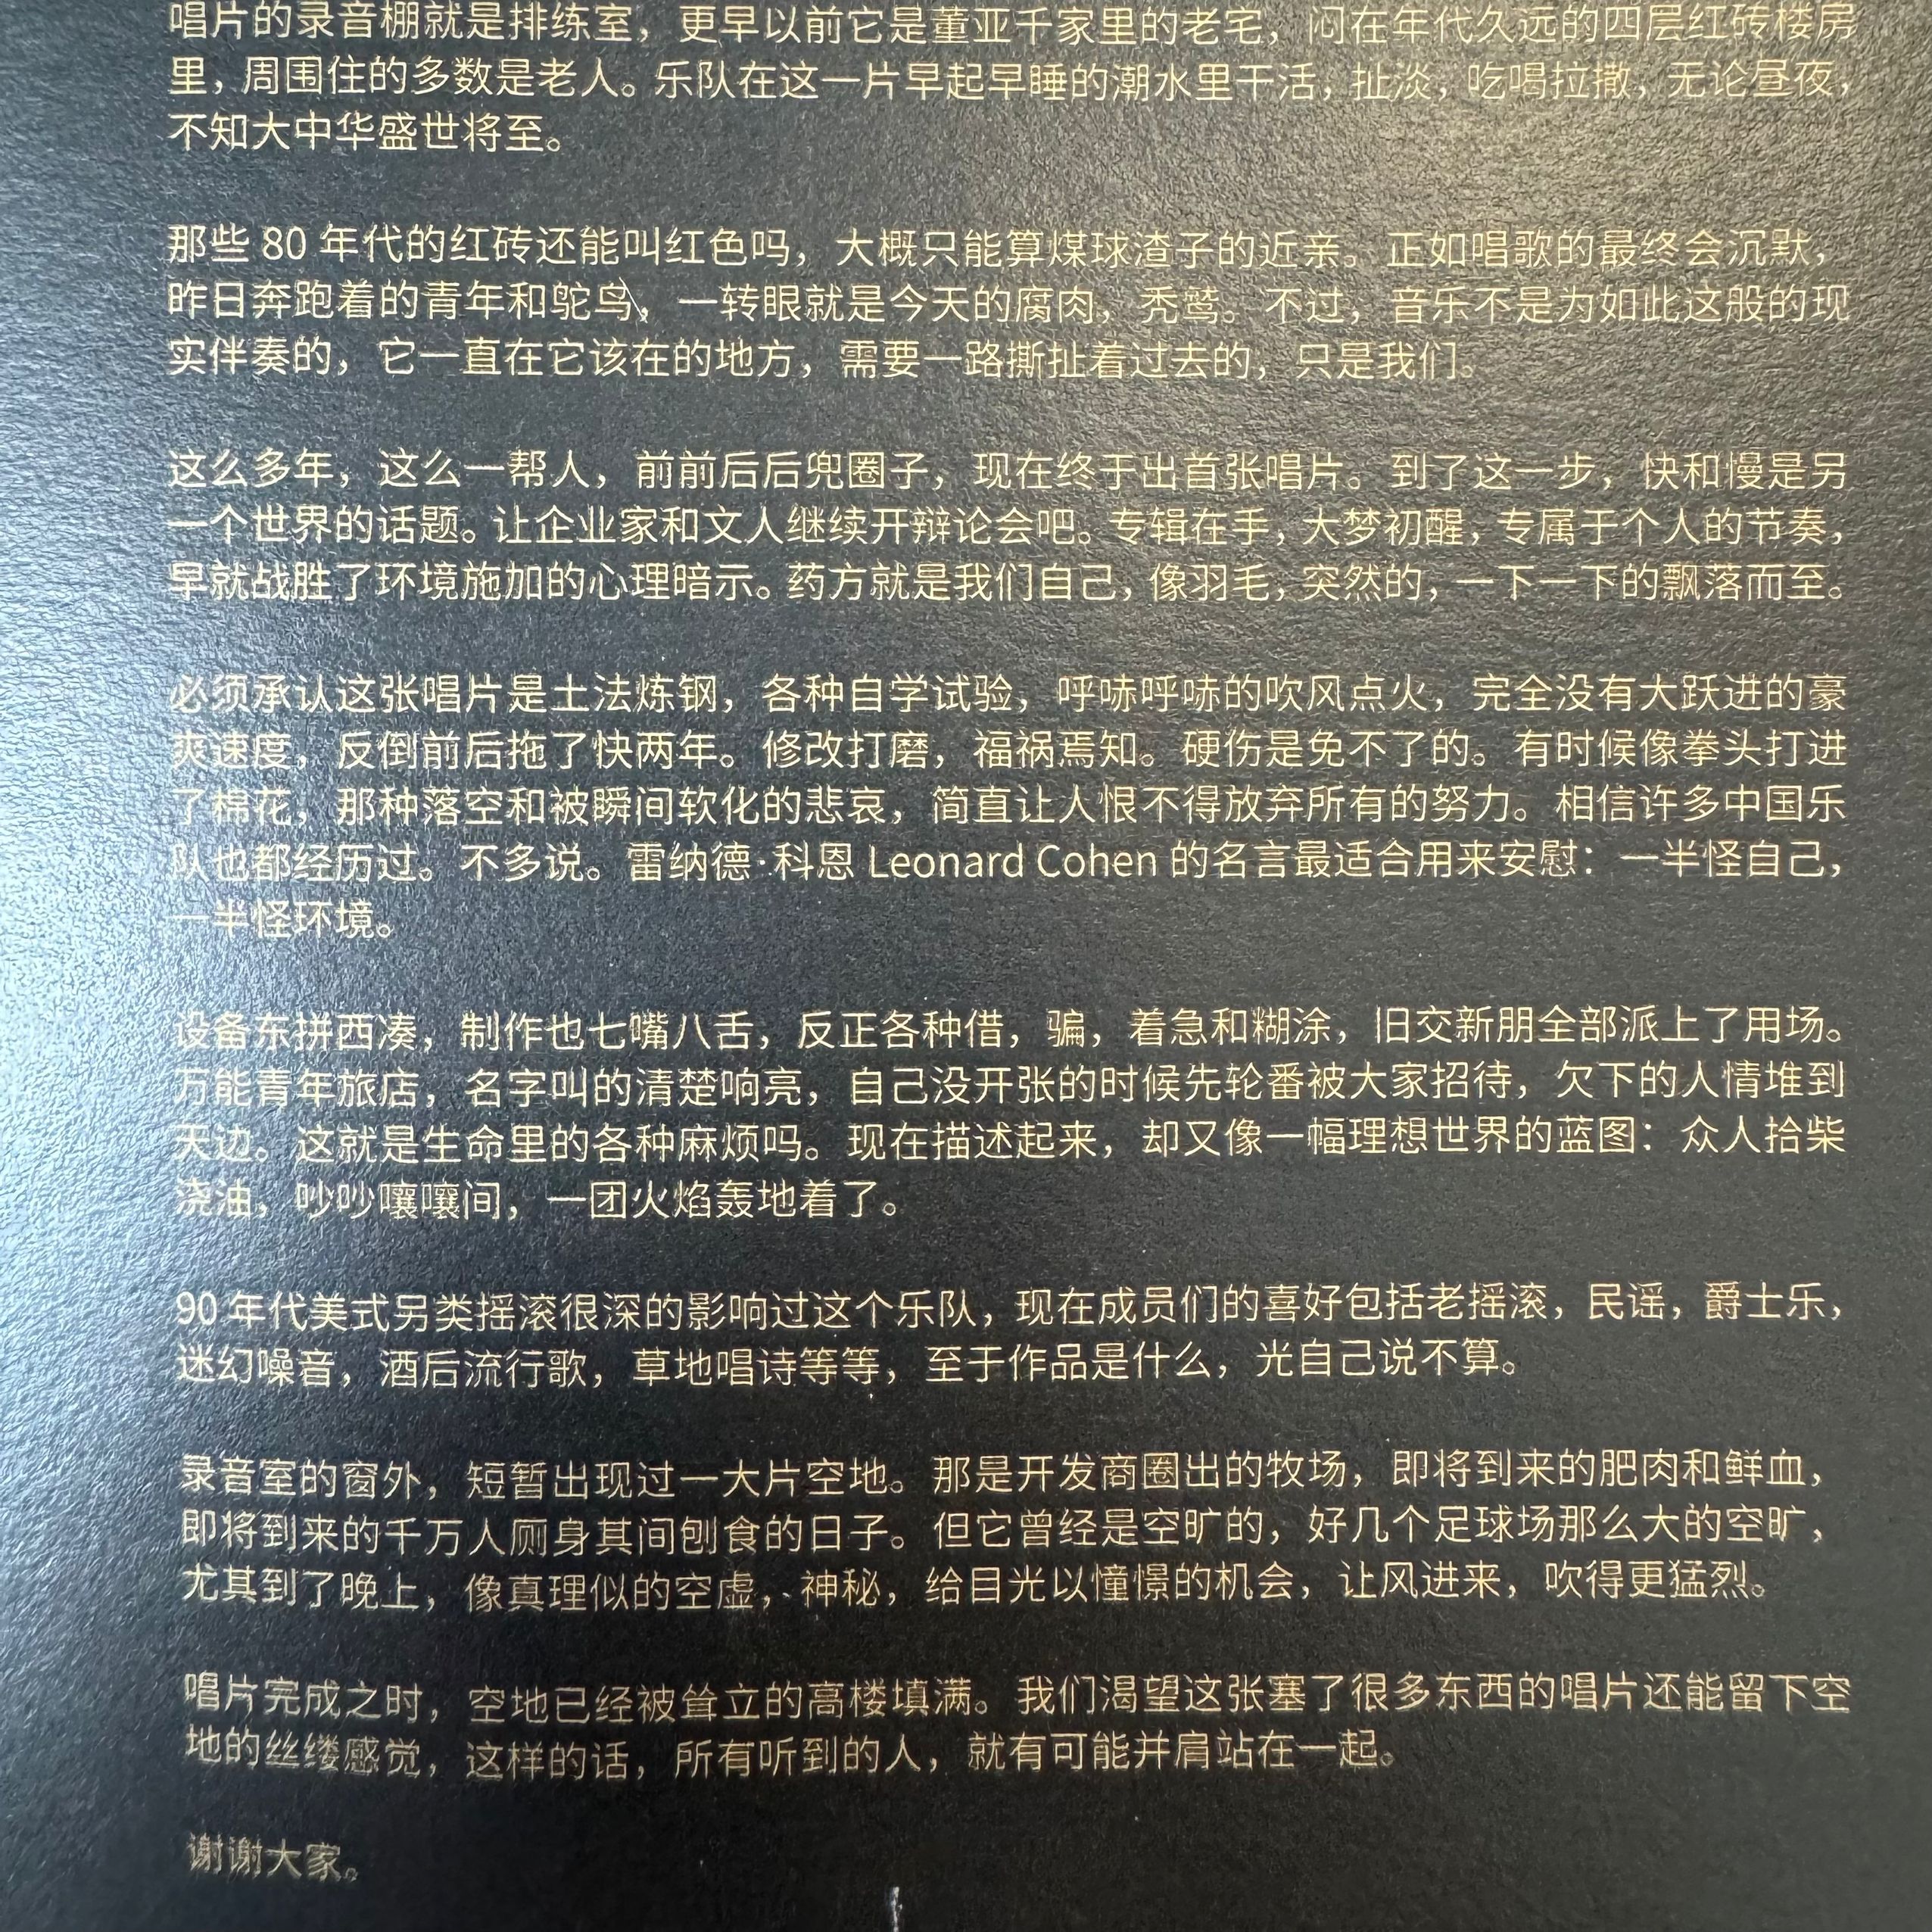 唱片的录音棚就是排练室，更早以前它是董亚千家里的老宅，闷在年代久远的四层红砖楼房
里，周围住的多数是老人。乐队在这一片早起早睡的潮水里干活，扯淡，吃喝拉撒，无论昼夜，
不知大中华盛世将至。
那些 80 年代的红砖还能叫红色吗，大概只能算煤球渣子的近亲。正如唱歌的最终会沉默，
昨日奔跑着的青年和鸵鸟，一转眼就是今天的腐肉，秃鹫。不过，音乐不是为如此这般的现
实伴奏的，它一直在它该在的地方，需要一路撕扯着过去的，只是我们。
这么多年，这么一帮人，前前后后兜圈子，现在终于出首张唱片。到了这一步，快和慢是另
一个世界的话题。让企业家和文人继续开辩论会吧。专辑在手，大梦初醒，专属于个人的节奏，
早就战胜了环境施加的心理暗示。药方就是我们自己，像羽毛，突然的，一下一下的飘落而至。
必须承认这张唱片是土法炼钢，各种自学试验，呼哧呼哧的吹风点火，完全没有大跃进的豪
爽速度，反倒前后拖了快两年。修改打磨，福祸焉知。硬伤是免不了的。有时候像拳头打进
了棉花，那种落空和被瞬间软化的悲哀，简直让人恨不得放弃所有的努力。相信许多中国乐
队也都经历过。不多说。雷纳德·科恩 Leonard Cohen 的名言最适合用来安慰：一半怪自己，
一半怪环境。
设备东拼西凑，制作也七嘴八舌，反正各种借，骗，着急和糊涂，旧交新朋全部派上了用场。
万能青年旅店，名字叫的清楚响亮，自己没开张的时候先轮番被大家招待，欠下的人情堆到
天边。这就是生命里的各种麻烦吗。现在描述起来，却又像一幅理想世界的蓝图：众人拾柴
浇油，吵吵嚷嚷间，一团火焰轰地着了。
90 年代美式另类摇滚很深的影响过这个乐队，现在成员们的喜好包括老摇滚，民谣，爵士乐，
迷幻噪音，酒后流行歌，草地唱诗等等，至于作品是什么，光自己说不算。
录音室的窗外，短暂出现过一大片空地。那是开发商圈出的牧场，即将到来的肥肉和鲜血，
即将到来的千万人厕身其间刨食的日子。但它曾经是空旷的，好几个足球场那么大的空旷，
尤其到了晚上，像真理似的空虚，神秘，给目光以憧憬的机会，让风进来，吹得更猛烈。
唱片完成之时，空地已经被耸立的高楼填满。我们渴望这张塞了很多东西的唱片还能留下空
地的丝缕感觉，这样的话，所有听到的人，就有可能并肩站在一起。
谢谢大家。